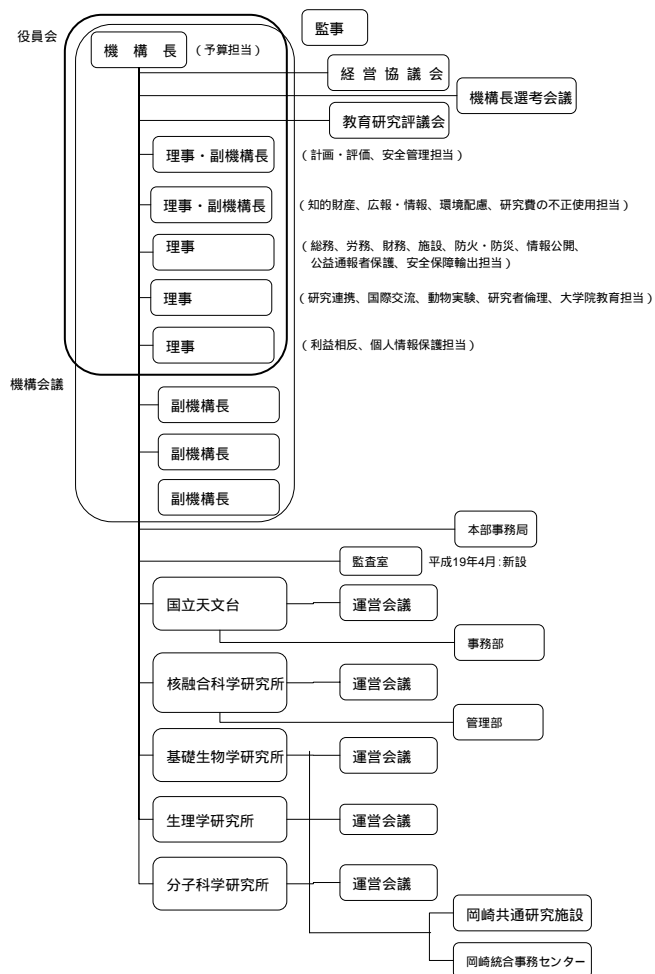 役員会
監事
機構長
（予算担当）
経営協議会
機構長選考会議
教育研究評議会
理事・副機構長
（計画・評価、安全管理担当）
理事・副機構長
（知的財産、広報・情報、環境配慮、研究費の不正使用担当）
理事
（総務、労務、財務、施設、防火・防災、情報公開、
公益通報者保護、安全保障輸出担当）
理事
（研究連携、国際交流、動物実験、研究者倫理、大学院教育担当）
理事
（利益相反、個人情報保護担当）
機構会議
副機構長
副機構長
副機構長
本部事務局
監査室
平成19年4月：新設
国立天文台
運営会議
事務部
核融合科学研究所
運営会議
管理部
基礎生物学研究所
運営会議
生理学研究所
運営会議
分子科学研究所
運営会議
岡崎共通研究施設
岡崎統合事務センター